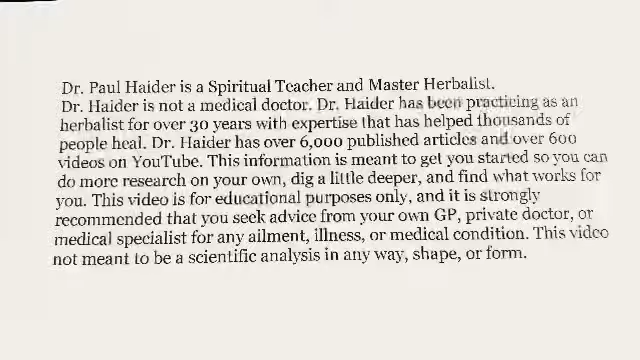 Dr. Paul Haider is a Spiritual Teacher and Master Herbalist.
Dr. Haider is not a medical doctor. Dr. Haider has been practicing as an
herbalist for over 30 years with expertise that has helped thousands of
people heal. Dr. Haider has over 6,000 published articles and over 600
videos on YouTube. This information is meant to get you started so you can
do more research on your own, dig a little deeper, and find what works for
you. This video is for educational purposes only, and it is strongly
recommended that you seek advice from your own GP, private doctor, or
medical specialist for any ailment, illness, or medical condition. This video
not meant to be a scientific analysis in any way, shape, or form.